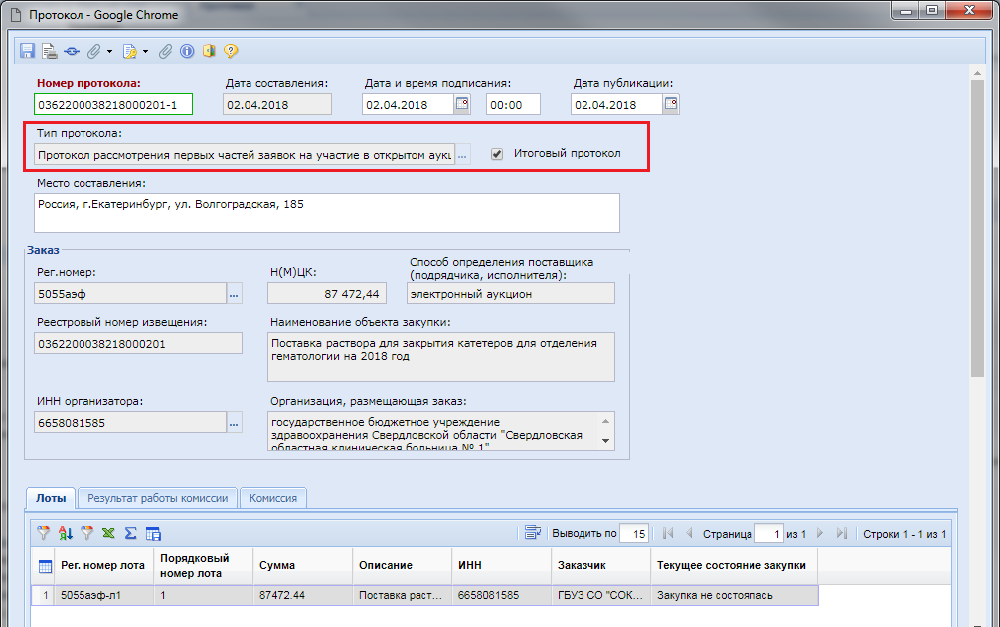 Протокол - Google Chrome
Номер протокола: Дата составления: Дата и время подписания: Дата публикации:
0362200038218000201-1 02.04.2018 02.04.2018 00:00 02.04.2018
Тип протокола:
Протокол рассмотрения первых частей заявок на участие в открытом аукц ... Итоговый протокол
Место составления:
Россия, г.Екатеринбург, ул. Волгоградская, 185
Заказ
Рег.номер: Н(М)ЦК: Способ определения поставщика
(подрядчика, исполнителя):
5055аэф ... 87 472,44 электронный аукцион
Реестровый номер извещения: Наименование объекта закупки:
0362200038218000201 Поставка раствора для закрытия катетеров для отделения
гематологии на 2018 год
ИНН организатора: Организация, размещающая заказ:
6658081585 ... государственное бюджетное учреждение
здравоохранения Свердловской области "Свердловская
областная клиническая больница № 1"
Лоты Результат работы комиссии Комиссия
Выводить по 15 Страница 1 из 1 Строки 1 - 1 из 1
Рег. номер лота Порядковый номер лота Сумма Описание ИНН Заказчик Текущее состояние закупки
1 5055аэф-л1 1 87472.44 Поставка раст... 6658081585 ГБУЗ СО "СОК... Закупка не состоялась